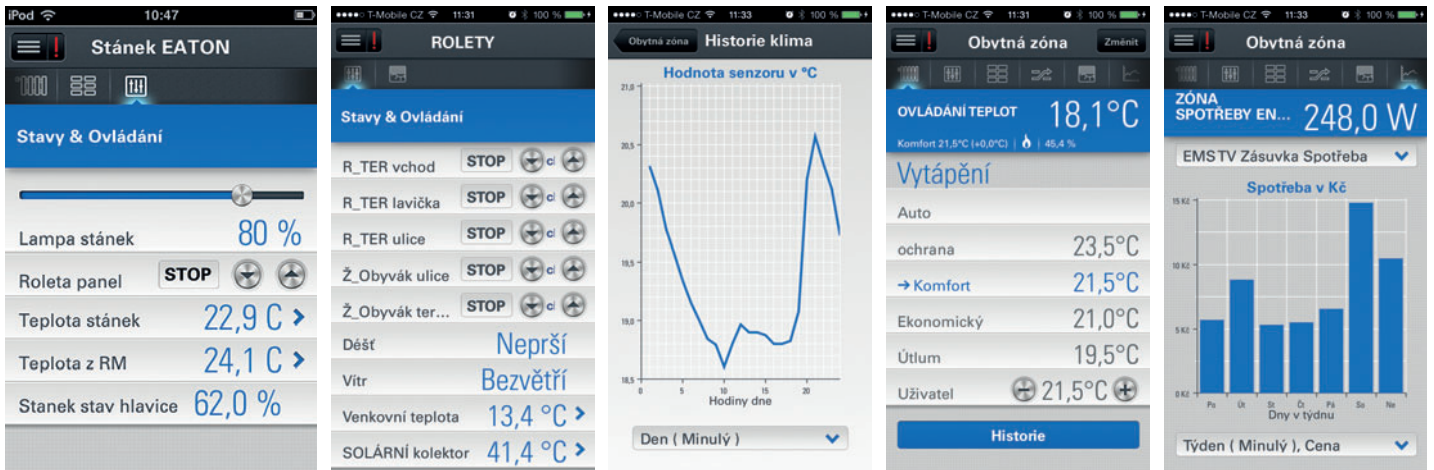 iPod 10:47
Stánek EATON
Stavy & Ovládání
Lampa stánek 80 %
Roleta panel STOP
Teplota stánek 22,9 C
Teplota z RM 24,1 C
Stanek stav hlavice 62,0 %
T-Mobile CZ 11:31 100 %
ROLETY
Stavy & Ovládání
R_TER vchod STOP
R_TER lavička STOP
R_TER ulice STOP
Ž_Obyvák ulice STOP
Ž_Obyvák ter... STOP
Déšť Neprší
Vítr Bezvětří
Venkovní teplota 13,4 °C
SOLÁRNÍ kolektor 41,4 °C
T-Mobile CZ 11:33 100 %
Obytná zóna Historie klima
Hodnota senzoru v °C
21,0
20,5
20,0
19,5
19,0
18,5
0 5 10 15 20
Hodiny dne
Den ( Minulý )
T-Mobile CZ 11:31 100 %
Obytná zóna Změnit
OVLÁDÁNÍ TEPLOT 18,1°C
Komfort 21,5°C (+0,0°C) 45,4 %
Vytápění
Auto
ochrana 23,5°C
Komfort 21,5°C
Ekonomický 21,0°C
Útlum 19,5°C
Uživatel 21,5°C
Historie
T-Mobile CZ 11:33 100 %
Obytná zóna
ZÓNA
SPOTŘEBY EN... 248,0 W
EMS TV Zásuvka Spotřeba
Spotřeba v Kč
15 Kč
10 Kč
5 Kč
0 Kč
Po Út St Čt Pá So Ne
Dny v týdnu
Týden ( Minulý ), Cena